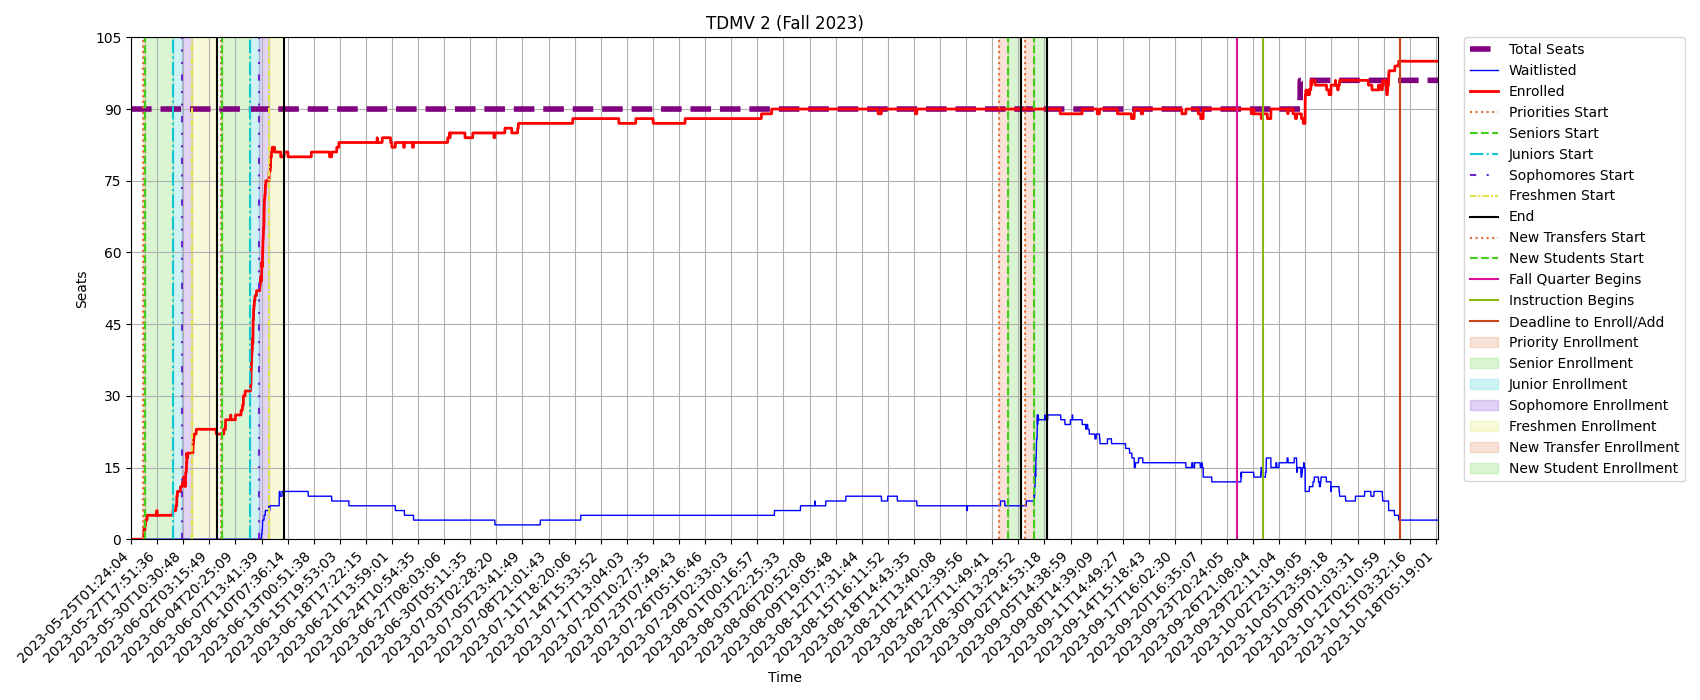 TDMV 2 (Fall 2023)
105
90
75
60
45
30
15
0
Seats
2023-05-25T01:24:04
2023-05-27T17:51:36
2023-05-30T10:30:48
2023-06-02T03:15:49
2023-06-04T20:25:09
2023-06-07T13:41:39
2023-06-10T07:36:14
2023-06-13T00:51:38
2023-06-15T19:53:03
2023-06-18T17:22:15
2023-06-21T13:59:01
2023-06-24T10:54:35
2023-06-27T08:03:06
2023-06-30T05:11:35
2023-07-03T02:28:20
2023-07-05T23:41:49
2023-07-08T21:01:43
2023-07-11T18:20:06
2023-07-14T15:33:52
2023-07-17T13:04:03
2023-07-20T10:27:35
2023-07-23T07:49:43
2023-07-26T05:16:46
2023-07-29T02:33:03
2023-08-01T00:16:57
2023-08-03T22:25:33
2023-08-06T20:52:08
2023-08-09T19:05:48
2023-08-12T17:31:44
2023-08-15T16:11:52
2023-08-18T14:43:35
2023-08-21T13:40:08
2023-08-24T12:39:56
2023-08-27T11:49:41
2023-08-30T13:29:52
2023-09-02T14:53:18
2023-09-05T14:38:59
2023-09-08T14:39:09
2023-09-11T14:49:27
2023-09-14T15:18:43
2023-09-17T16:02:30
2023-09-20T16:35:07
2023-09-23T20:24:05
2023-09-26T21:08:04
2023-09-29T22:11:04
2023-10-02T23:19:05
2023-10-05T23:59:18
2023-10-09T01:03:31
2023-10-12T02:10:59
2023-10-15T03:32:16
2023-10-18T05:19:01
Time
Total Seats
Waitlisted
Enrolled
Priorities Start
Seniors Start
Juniors Start
Sophomores Start
Freshmen Start
End
New Transfers Start
New Students Start
Fall Quarter Begins
Instruction Begins
Deadline to Enroll/Add
Priority Enrollment
Senior Enrollment
Junior Enrollment
Sophomore Enrollment
Freshmen Enrollment
New Transfer Enrollment
New Student Enrollment